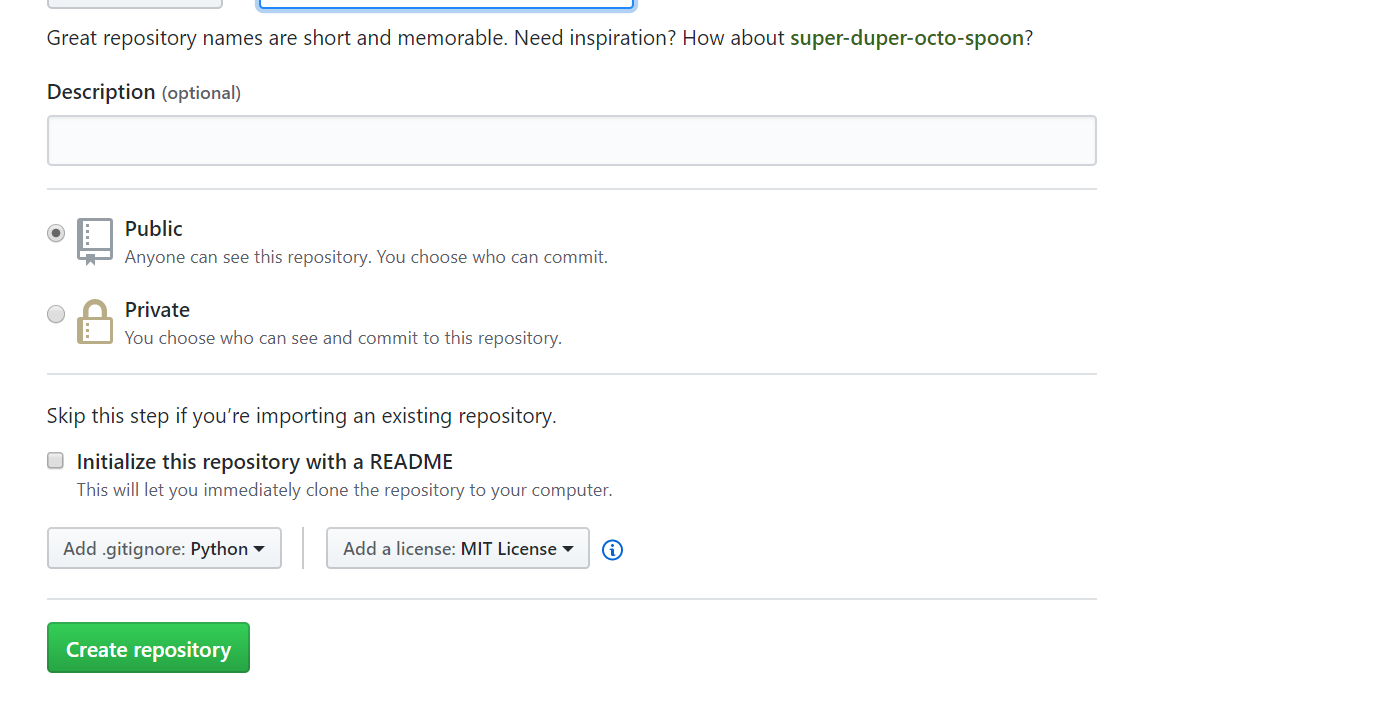 Great repository names are short and memorable. Need inspiration? How about super-duper-octo-spoon?
Description (optional)
Public
Anyone can see this repository. You choose who can commit.
Private
You choose who can see and commit to this repository.
Skip this step if you’re importing an existing repository.
Initialize this repository with a README
This will let you immediately clone the repository to your computer.
Add .gitignore: Python Add a license: MIT License
Create repository